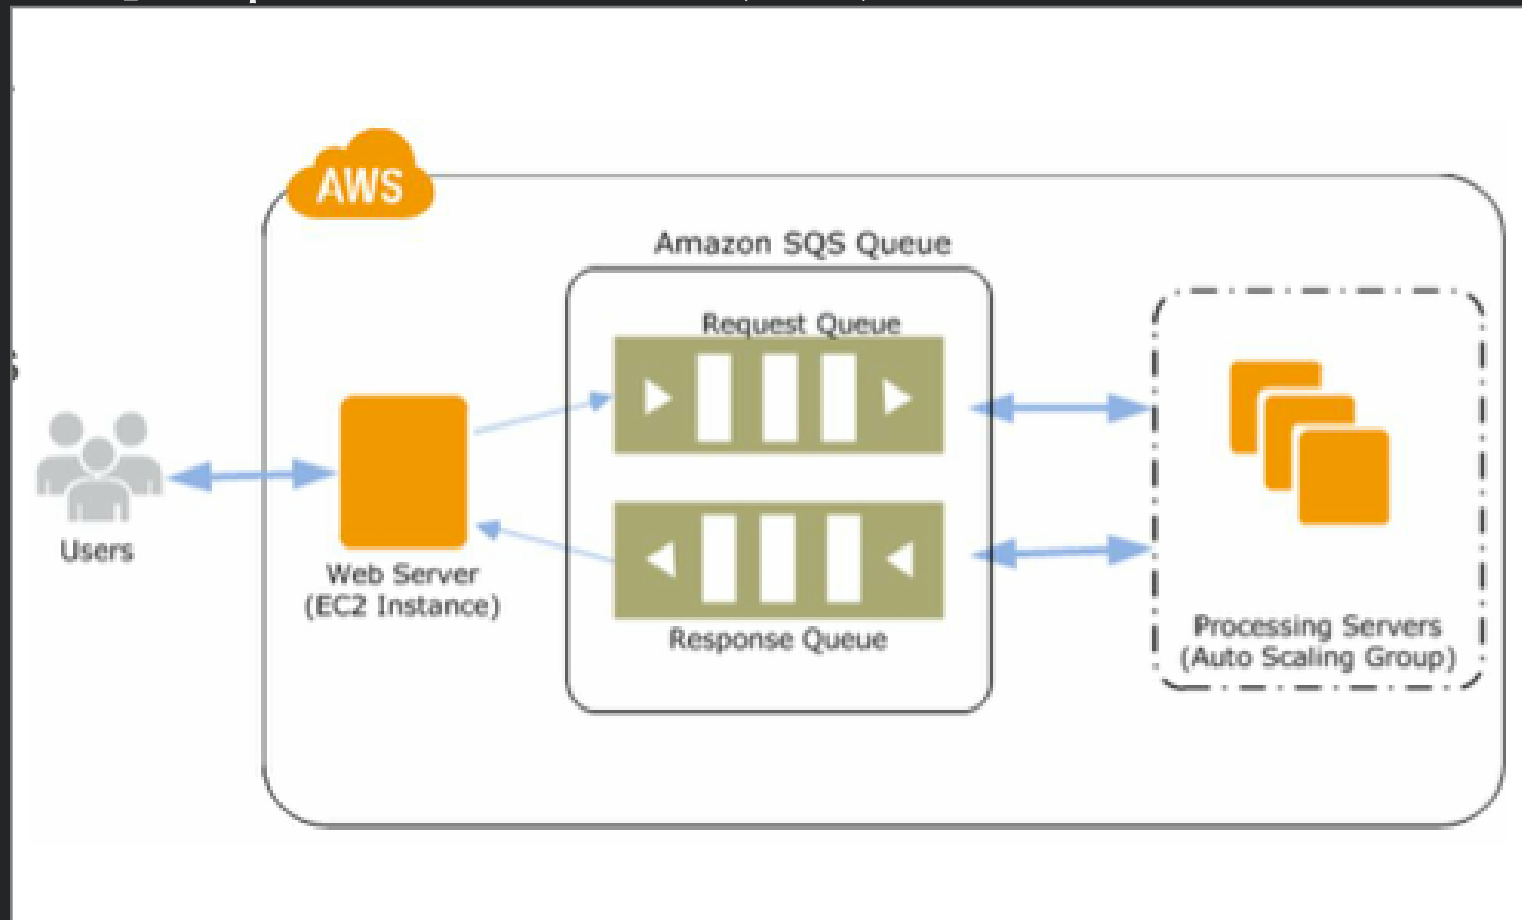 AWS
Amazon SQS Queue
Request Queue
Users
Web Server
(EC2 Instance)
Response Queue
Processing Servers
(Auto Scaling Group)